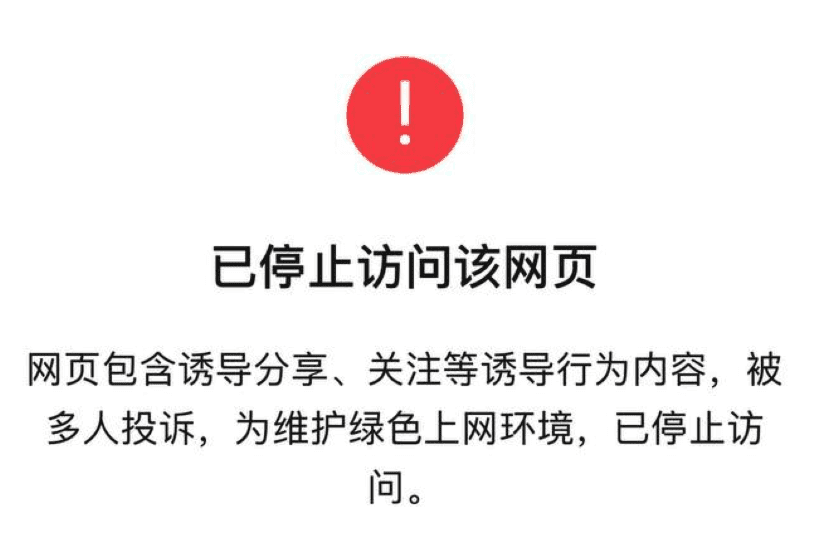 已停止访问该网页
网页包含诱导分享、关注等诱导行为内容，被
多人投诉，为维护绿色上网环境，已停止访
问。